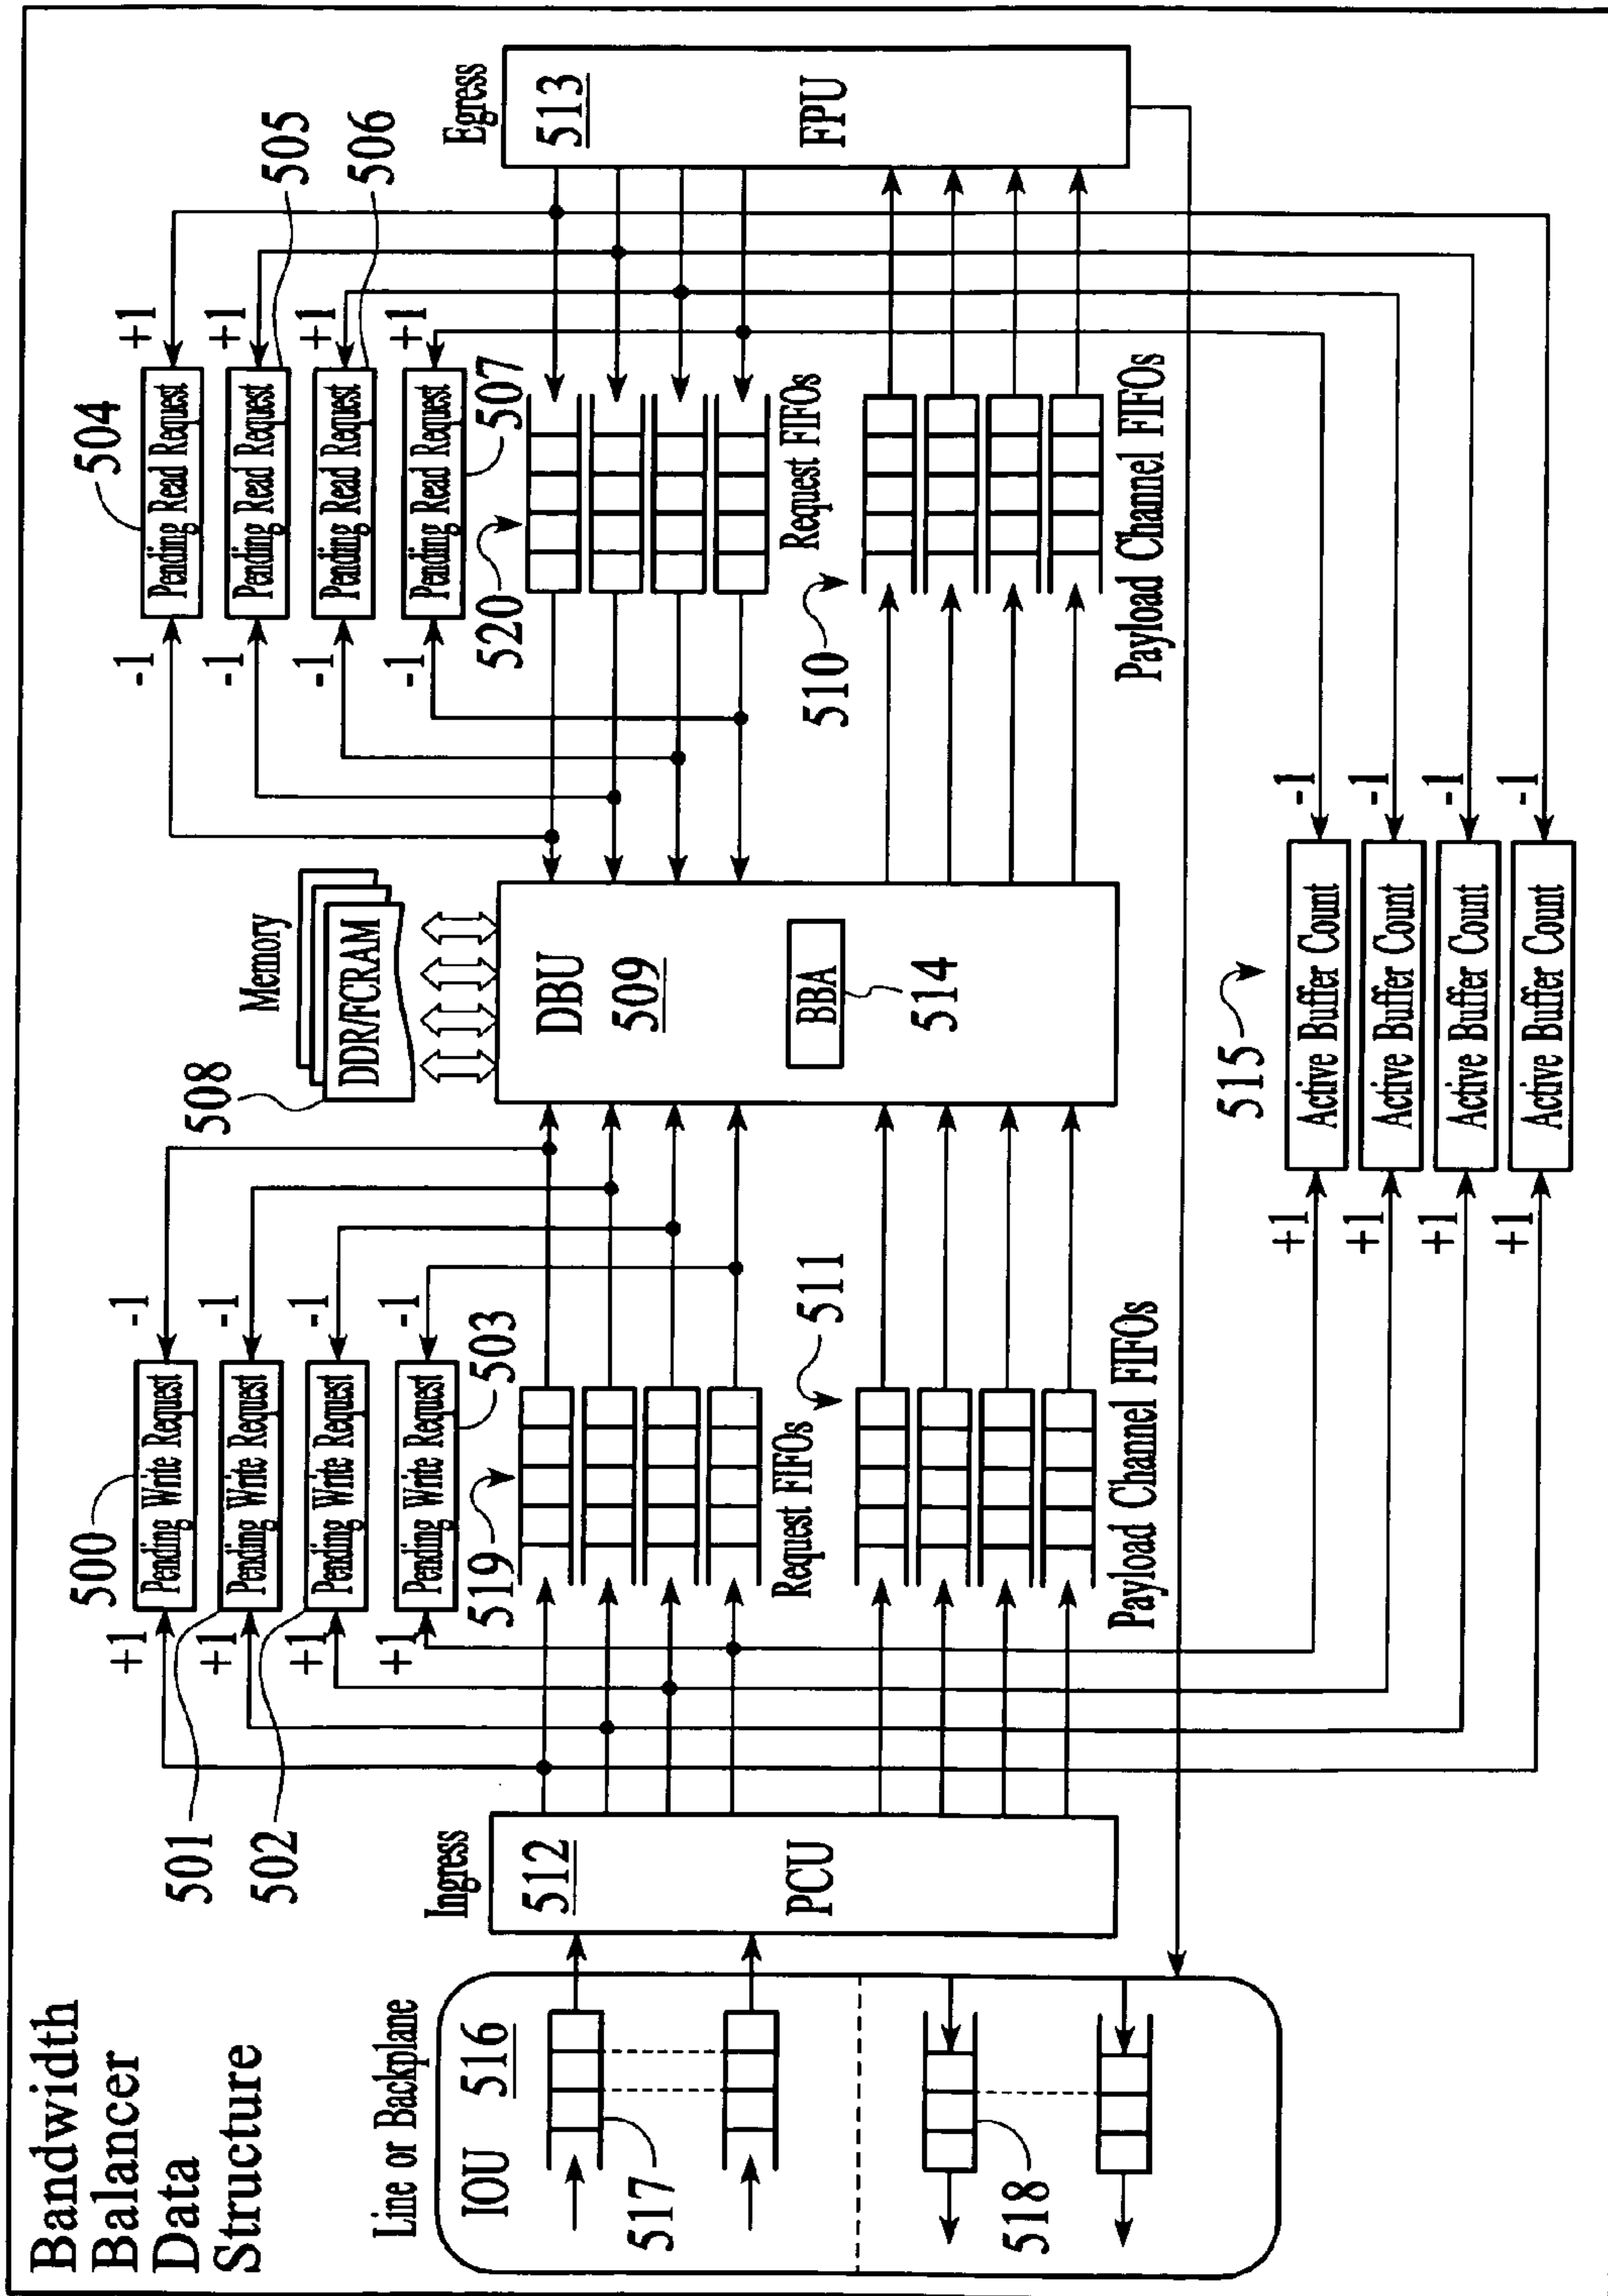 Bandwidth
Balancer
Data
Structure
Line or Backplane
IOU 516
517
518
Ingress
512
PCU
500
501
502
503
+1 Pending Write Request -1
+1 Pending Write Request -1
+1 Pending Write Request -1
+1 Pending Write Request -1
519
Request FIFOs
511
Payload Channel FIFOs
Memory
508
DDR/FCRAM
DBU
509
BBA
514
504
505
506
507
-1 Pending Read Request +1
-1 Pending Read Request +1
-1 Pending Read Request +1
-1 Pending Read Request +1
520
Request FIFOs
510
Payload Channel FIFOs
Egress
513
FPU
515
+1 Active Buffer Count -1
+1 Active Buffer Count -1
+1 Active Buffer Count -1
+1 Active Buffer Count -1